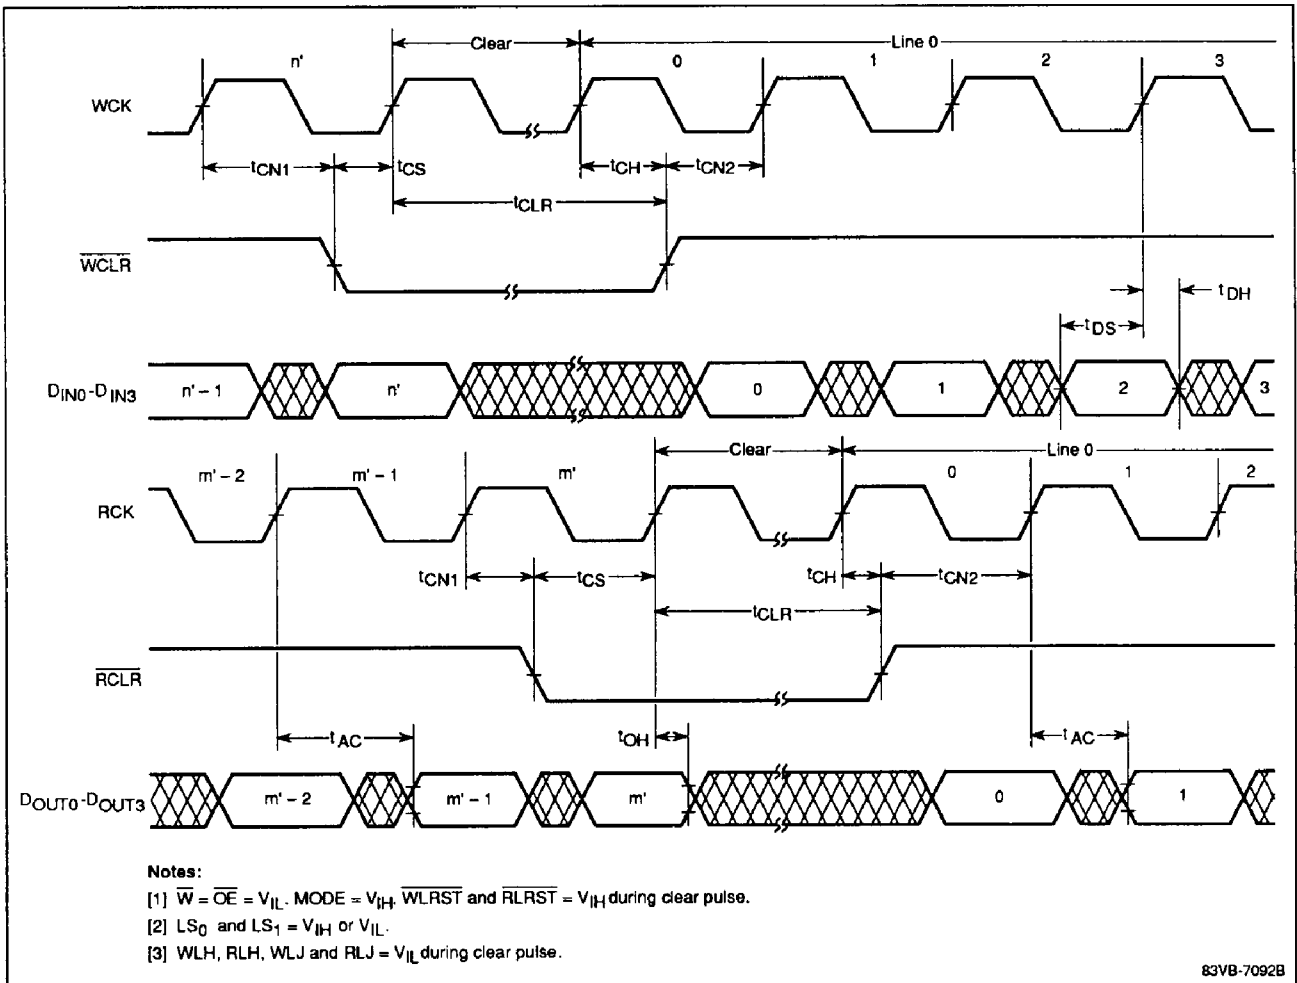 Clear
Line 0
n'
0
1
2
3
WCK
tCN1
tCS
tCH
tCN2
tCLR
WCLR
tDH
tDS
DIN0-DIN3
n' – 1
n'
0
1
2
3
Clear
Line 0
m' – 2
m' – 1
m'
0
1
2
RCK
tCN1
tCS
tCH
tCN2
tCLR
RCLR
tAC
tOH
tAC
DOUT0-DOUT3
m' – 2
m' – 1
m'
0
1
Notes:
[1] W = OE = VIL. MODE = VIH. WLRST and RLRST = VIH during clear pulse.
[2] LS0 and LS1 = VIH or VIL.
[3] WLH, RLH, WLJ and RLJ = VIL during clear pulse.
83VB-7092B